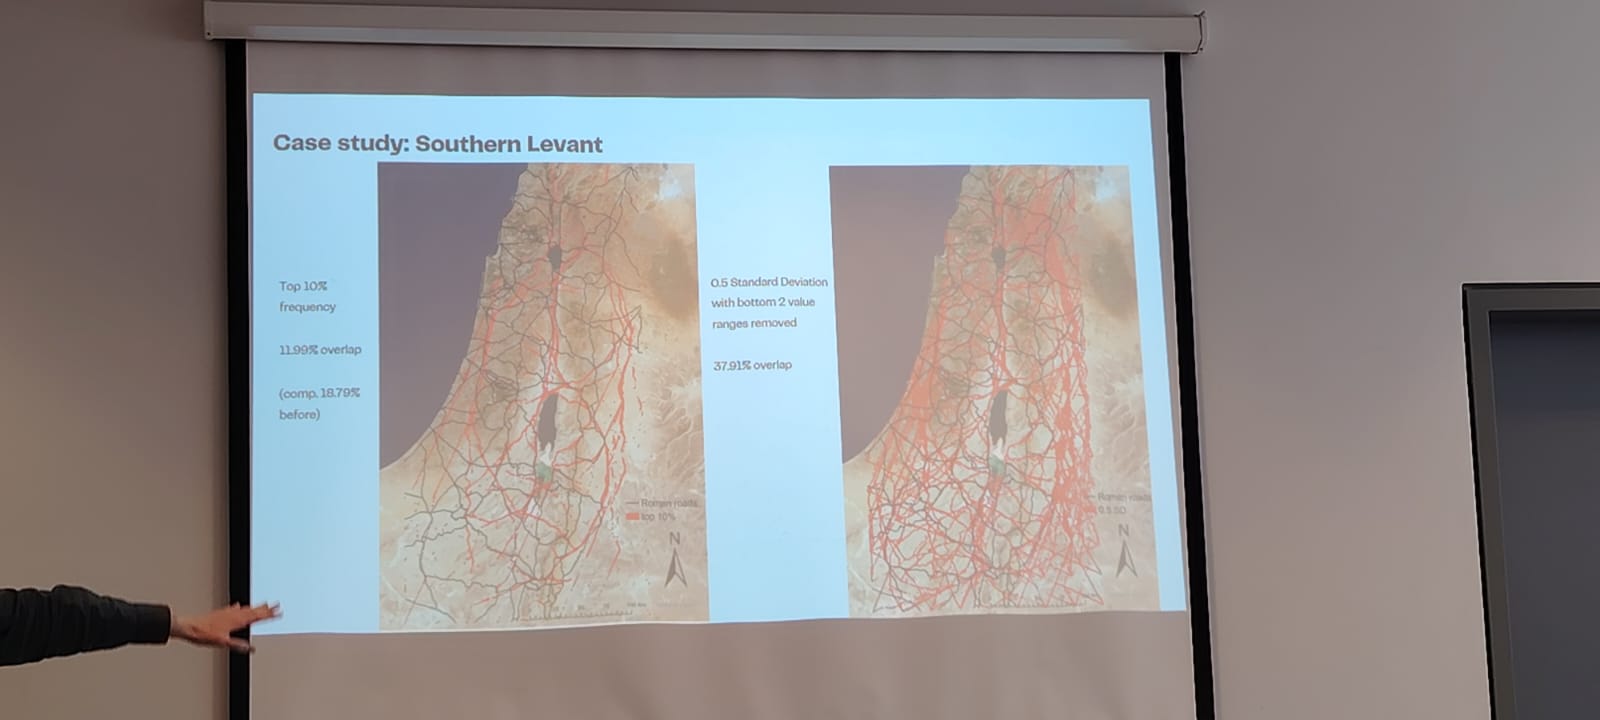 Case study: Southern Levant
Top 10%
frequency
11.99% overlap
(comp. 18.79%
before)
Roman roads
top 10%
N
0.5 Standard Deviation
with bottom 2 value
ranges removed
37.91% overlap
Roman roads
0.5 SD
N